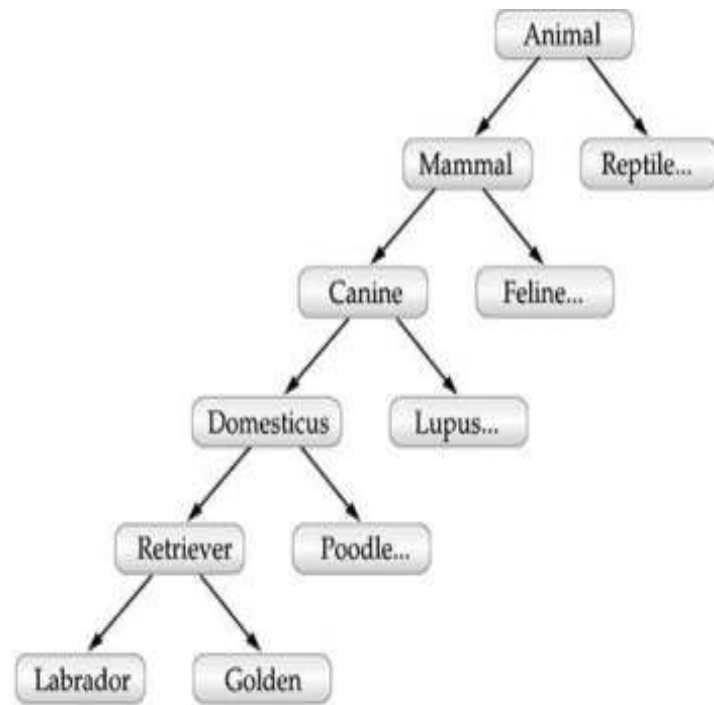 Animal
Mammal
Reptile...
Canine
Feline...
Domesticus
Lupus...
Retriever
Poodle...
Labrador
Golden